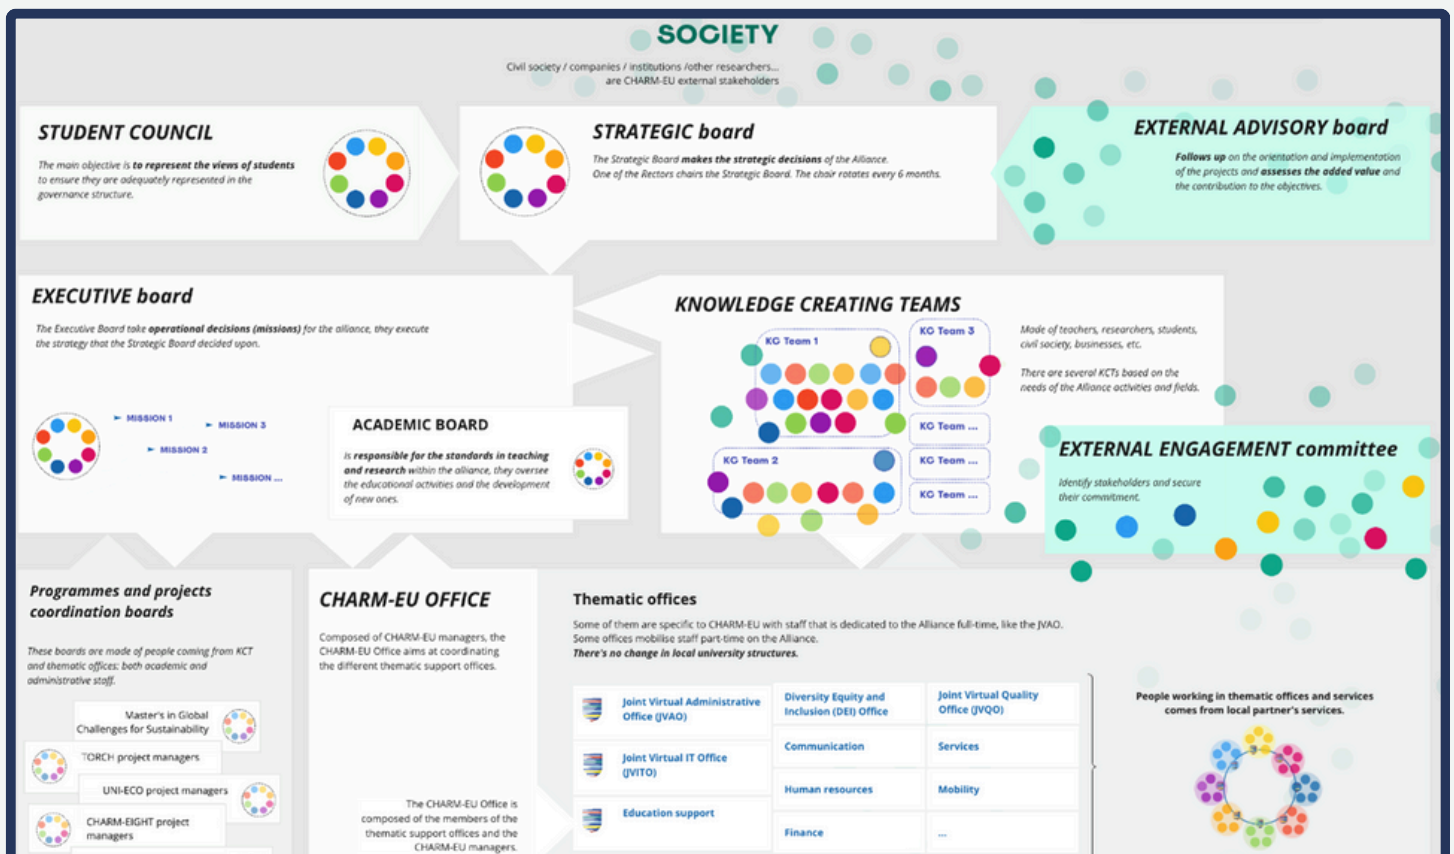 SOCIETY
Civil society / companies / institutions /other researchers...
are CHARM-EU external stakeholders
STUDENT COUNCIL
The main objective is to represent the views of students
to ensure they are adequately represented in the
governance structure.
STRATEGIC board
The Strategic Board makes the strategic decisions of the Alliance.
One of the Rectors chairs the Strategic Board. The chair rotates every 6 months.
EXTERNAL ADVISORY board
Follows up on the orientation and implementation
of the projects and assesses the added value and
the contribution to the objectives.
EXECUTIVE board
The Executive Board take operational decisions (missions) for the alliance, they execute
the strategy that the Strategic Board decided upon.
MISSION 1
MISSION 3
MISSION 2
MISSION ...
ACADEMIC BOARD
is responsible for the standards in teaching
and research within the alliance, they oversee
the educational activities and the development
of new ones.
KNOWLEDGE CREATING TEAMS
KC Team 1
KC Team 3
KC Team ...
KC Team 2
KC Team ...
KC Team ...
Made of teachers, researchers, students,
civil society, businesses, etc.
There are several KCTs based on the
needs of the Alliance activities and fields.
EXTERNAL ENGAGEMENT committee
Identify stakeholders and secure
their commitment.
Programmes and projects
coordination boards
These boards are made of people coming from KCT
and thematic offices: both academic and
administrative staff.
Master's in Global
Challenges for Sustainability
TORCH project managers
UNI-ECO project managers
CHARM-EIGHT project
managers
CHARM-EU OFFICE
Composed of CHARM-EU managers, the
CHARM-EU Office aims at coordinating
the different thematic support offices.
The CHARM-EU Office is
composed of the members of the
thematic support offices and the
CHARM-EU managers.
Thematic offices
Some of them are specific to CHARM-EU with staff that is dedicated to the Alliance full-time, like the JVAO.
Some offices mobilise staff part-time on the Alliance.
There's no change in local university structures.
Joint Virtual Administrative
Office (JVAO)
Diversity Equity and
Inclusion (DEI) Office
Joint Virtual Quality
Office (JVQO)
Joint Virtual IT Office
(JVITO)
Communication
Services
Education support
Human resources
Mobility
Finance
...
People working in thematic offices and services
comes from local partner's services.